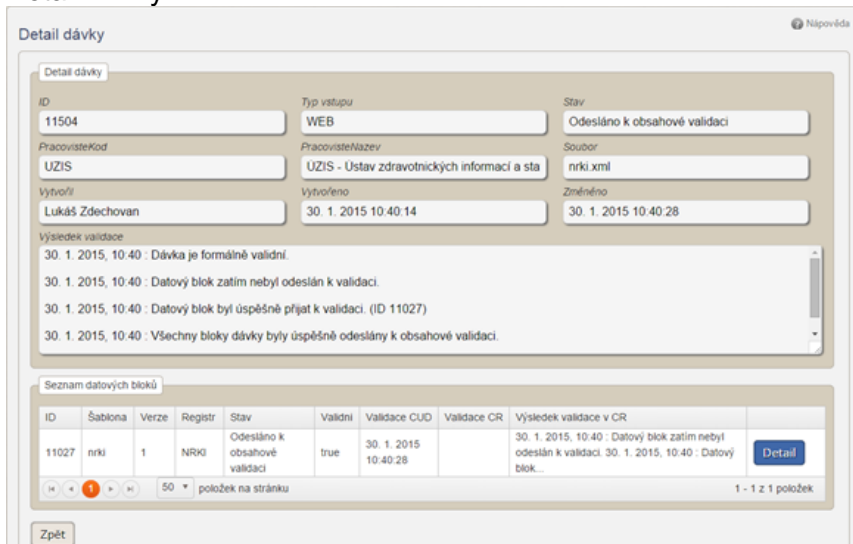 Nápověda
Detail dávky
Detail dávky
ID
Typ vstupu
Stav
11504
WEB
Odesláno k obsahové validaci
PracovisteKod
PracovisteNazev
Soubor
UZIS
ÚZIS - Ústav zdravotnických informací a sta
nrki.xml
Vytvořil
Vytvořeno
Změněno
Lukáš Zdechovan
30. 1. 2015 10:40:14
30. 1. 2015 10:40:28
Výsledek validace
30. 1. 2015, 10:40 : Dávka je formálně validní.
30. 1. 2015, 10:40 : Datový blok zatím nebyl odeslán k validaci.
30. 1. 2015, 10:40 : Datový blok byl úspěšně přijat k validaci. (ID 11027)
30. 1. 2015, 10:40 : Všechny bloky dávky byly úspěšně odeslány k obsahové validaci.
Seznam datových bloků
ID Šablona Verze Registr Stav Validní Validace CUD Validace CR Výsledek validace v CR
11027 nrki 1 NRKI Odesláno k obsahové validaci true 30. 1. 2015 10:40:28 30. 1. 2015, 10:40 : Datový blok zatím nebyl odeslán k validaci. 30. 1. 2015, 10:40 : Datový blok... Detail
1 50 položek na stránku 1 - 1 z 1 položek
Zpět